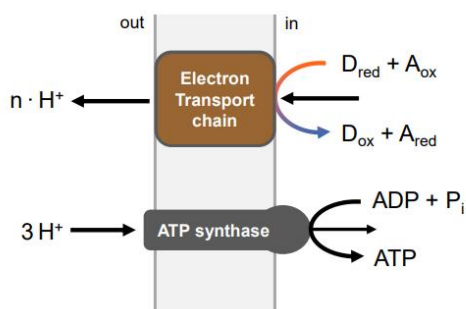 out in
Electron
Transport
chain
n · H⁺
D_red + A_ox
D_ox + A_red
3 H⁺
ATP synthase
ADP + P_i
ATP